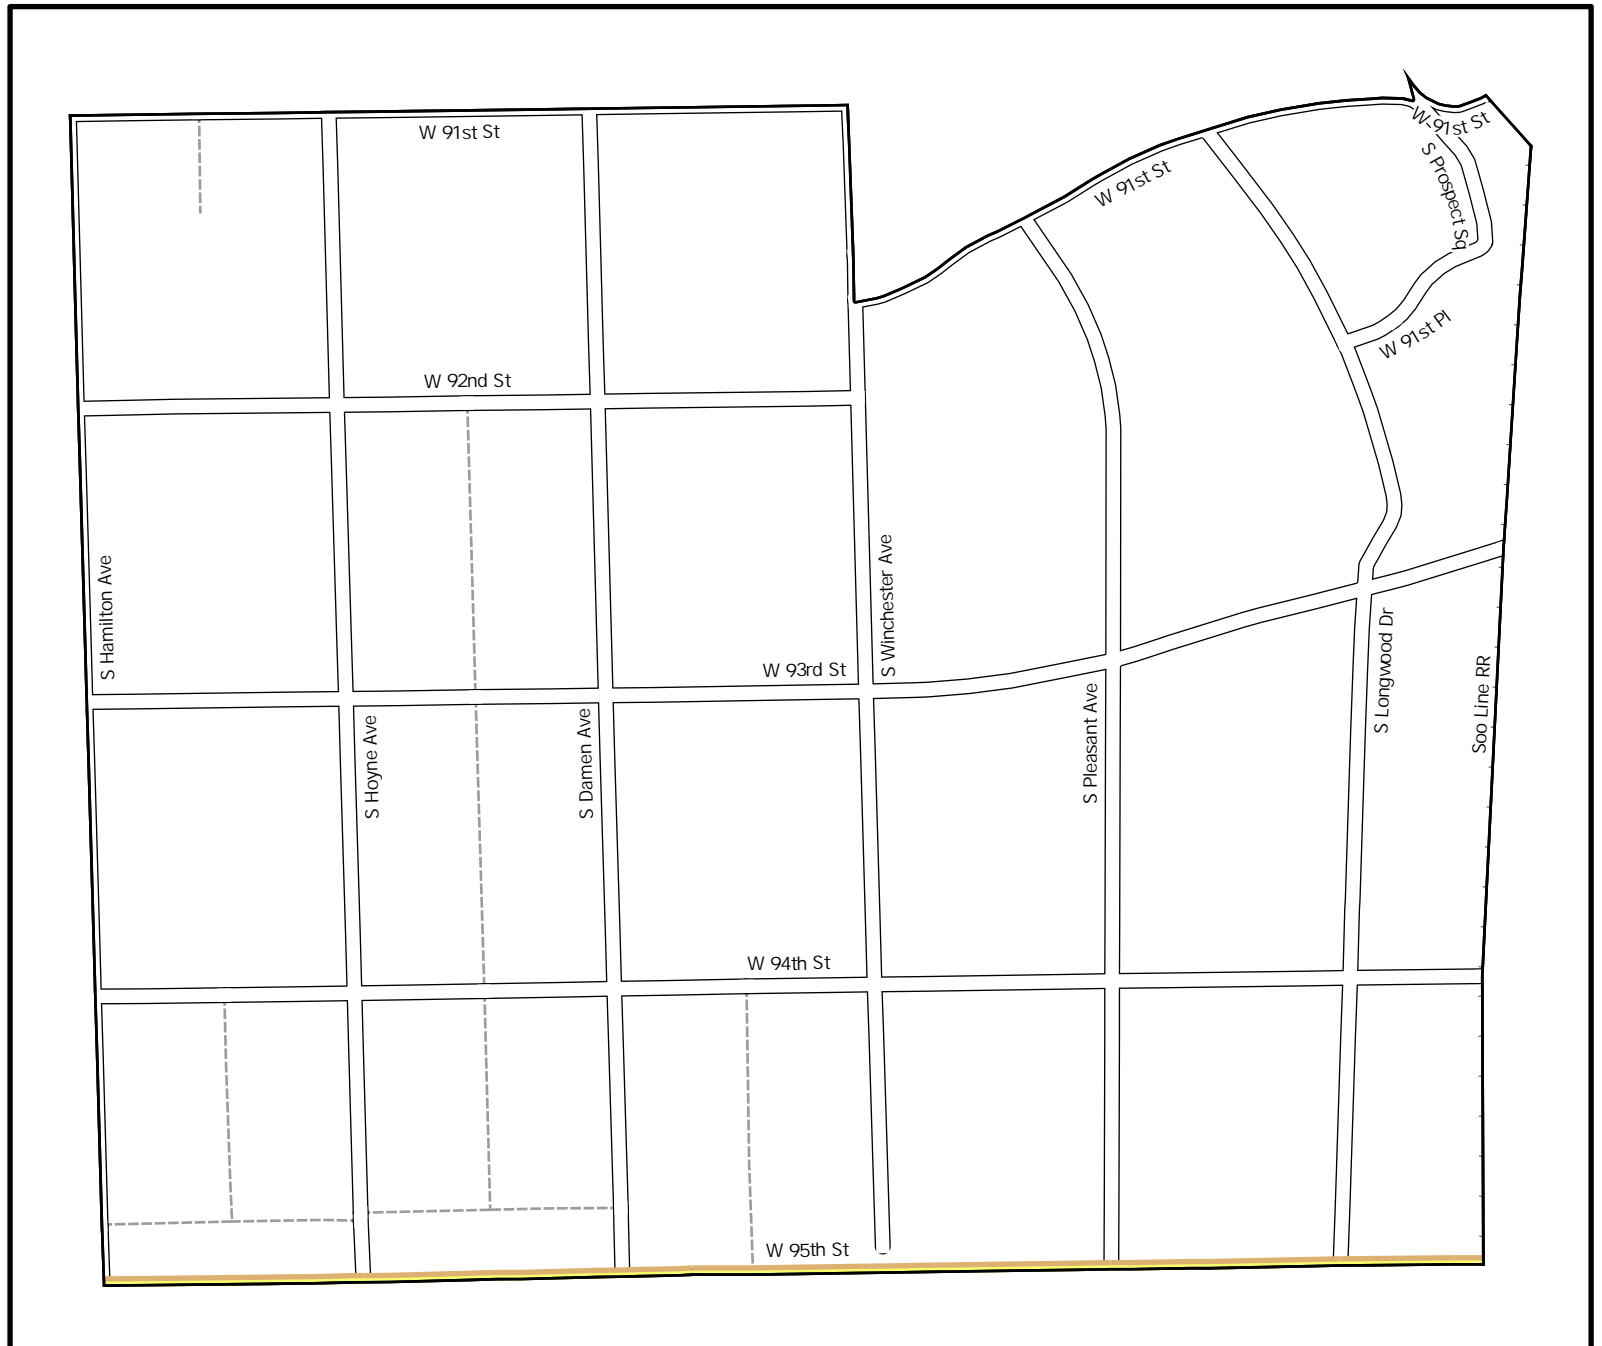 W 91st St
W 91st St
W 91st St
S Prospect Sq
W 91st Pl
W 92nd St
S Hamilton Ave
S Winchester Ave
S Longwood Dr
W 93rd St
Soo Line RR
S Hoyne Ave
S Damen Ave
S Pleasant Ave
W 94th St
W 95th St